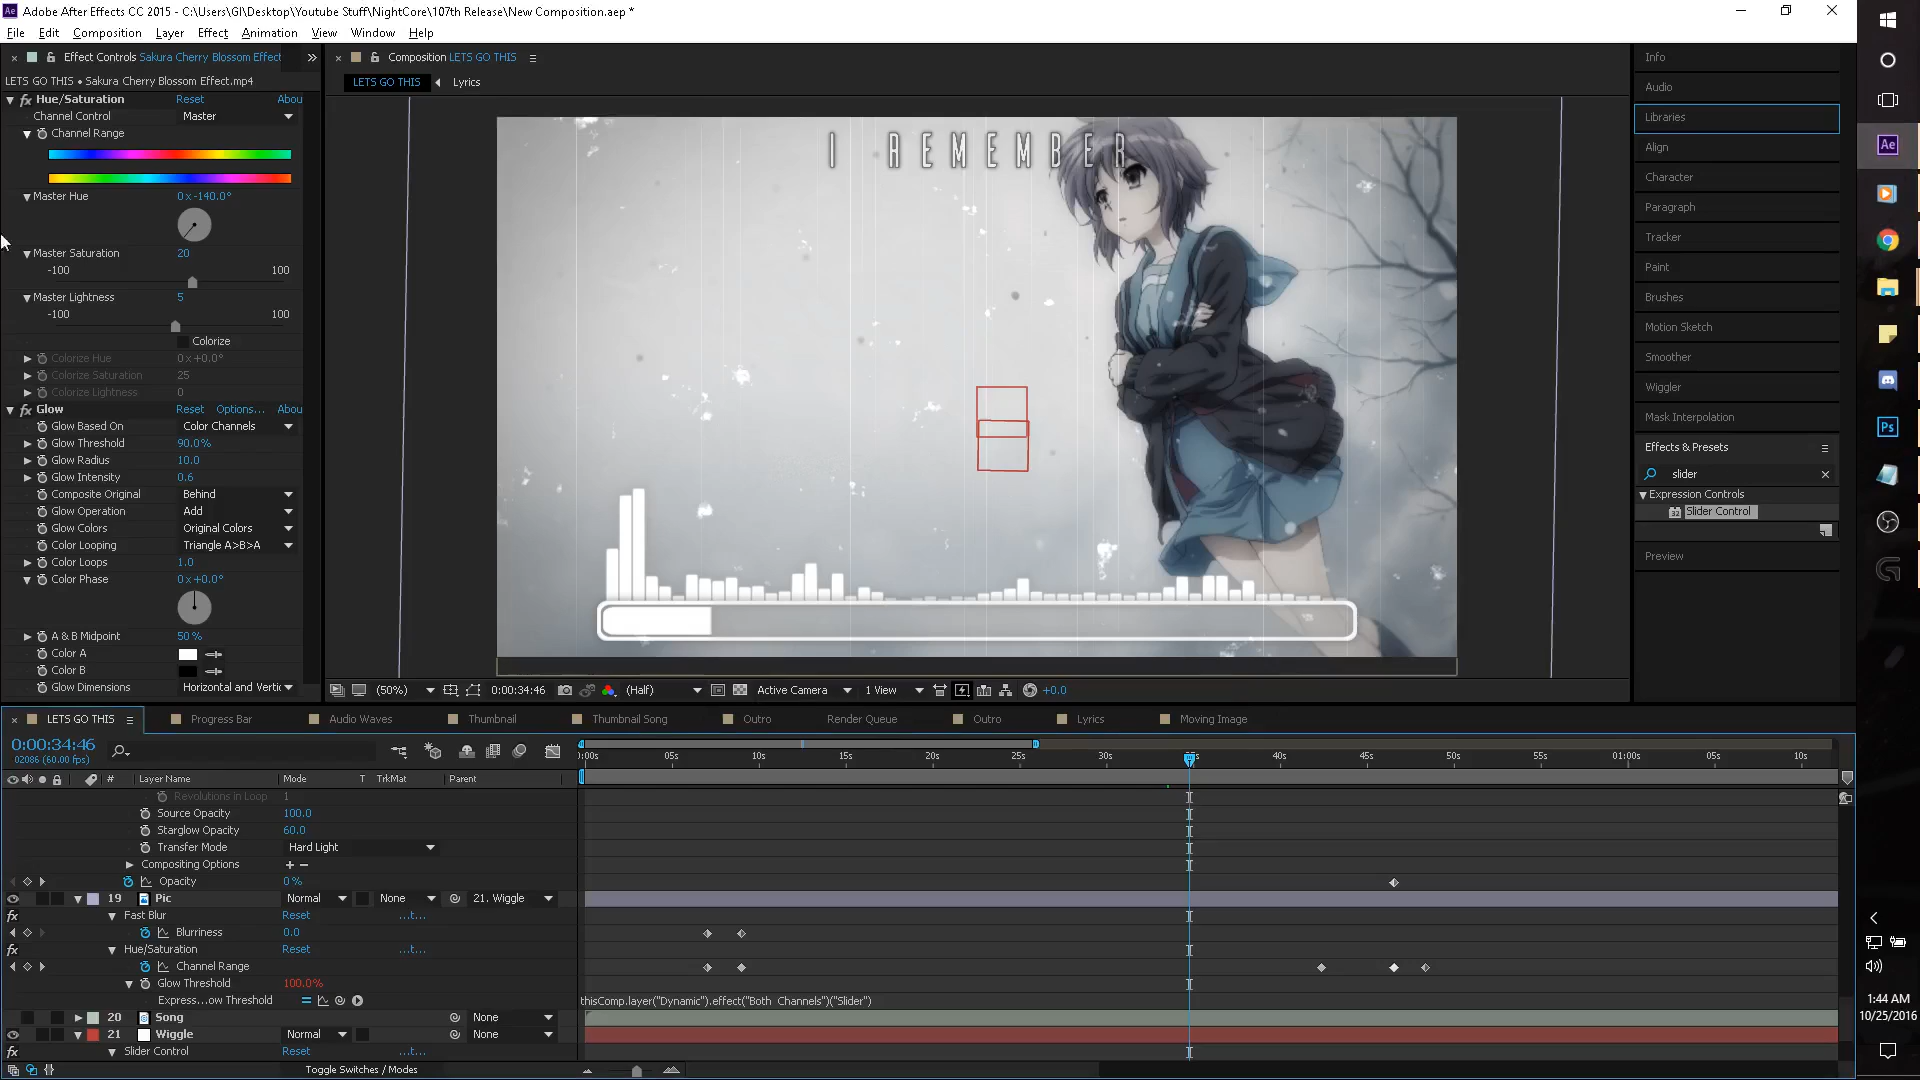 Adobe After Effects CC 2015 - C:\Users\GI\Desktop\Youtube Stuff\NightCore\107th Release\New Composition.aep *
File Edit Composition Layer Effect Animation View Window Help
Effect Controls Sakura Cherry Blossom Effect
LETS GO THIS • Sakura Cherry Blossom Effect.mp4
fx Hue/Saturation Reset Abou
Channel Control Master
Channel Range
Master Hue 0x-140.0°
Master Saturation 20
-100 100
Master Lightness 5
-100 100
Colorize
Colorize Hue 0x+0.0°
Colorize Saturation 25
Colorize Lightness 0
fx Glow Reset Options... Abou
Glow Based On Color Channels
Glow Threshold 90.0%
Glow Radius 10.0
Glow Intensity 0.6
Composite Original Behind
Glow Operation Add
Glow Colors Original Colors
Color Looping Triangle A>B>A
Color Loops 1.0
Color Phase 0x+0.0°
A & B Midpoint 50%
Color A
Color B
Glow Dimensions Horizontal and Vertic
Composition LETS GO THIS
LETS GO THIS Lyrics
I REMEMBER
(50%) 0:00:34:46 (Half) Active Camera 1 View +0.0
Info
Audio
Libraries
Align
Character
Paragraph
Tracker
Paint
Brushes
Motion Sketch
Smoother
Wiggler
Mask Interpolation
Effects & Presets
slider
Expression Controls
32 Slider Control
Preview
LETS GO THIS Progress Bar Audio Waves Thumbnail Thumbnail Song Outro Render Queue Outro Lyrics Moving Image
0:00:34:46
02086 (60.00 fps)
:00s 05s 10s 15s 20s 25s 30s 40s 45s 50s 55s 01:00s 05s 10s
# Layer Name Mode T TrkMat Parent
Revolutions in Loop 1
Source Opacity 100.0
Starglow Opacity 60.0
Transfer Mode Hard Light
Compositing Options + −
Opacity 0%
19 Pic Normal None 21. Wiggle
fx Fast Blur Reset ...t...
Blurriness 0.0
fx Hue/Saturation Reset ...t...
Channel Range
Glow Threshold 100.0%
Express...ow Threshold thisComp.layer("Dynamic").effect("Both Channels")("Slider")
20 Song None
21 Wiggle Normal None
fx Slider Control Reset ...t...
Toggle Switches / Modes
Ae
Ps
1:44 AM
10/25/2016